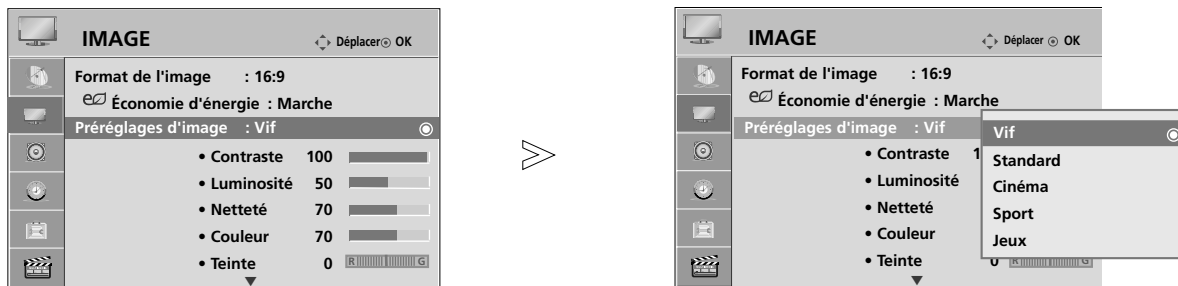 IMAGE
Déplacer OK
Format de l'image : 16:9
Économie d'énergie : Marche
Préréglages d'image : Vif
• Contraste 100
• Luminosité 50
• Netteté 70
• Couleur 70
• Teinte 0 R G
IMAGE
Déplacer OK
Format de l'image : 16:9
Économie d'énergie : Marche
Préréglages d'image : Vif
• Contraste 1
• Luminosité
• Netteté
• Couleur
• Teinte 0 R G
Vif
Standard
Cinéma
Sport
Jeux